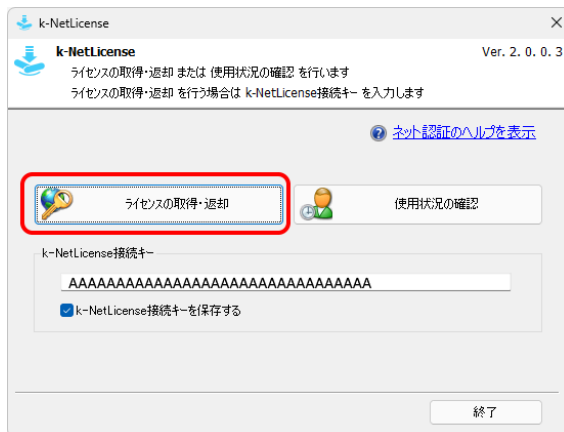 k-NetLicense
k-NetLicense
Ver. 2. 0. 0. 3
ライセンスの取得・返却 または 使用状況の確認 を行います
ライセンスの取得・返却 を行う場合は k-NetLicense接続キー を入力します
ネット認証のヘルプを表示
ライセンスの取得・返却
使用状況の確認
k-NetLicense接続キー
AAAAAAAAAAAAAAAAAAAAAAAAAAAAAAAA
k-NetLicense接続キーを保存する
終了